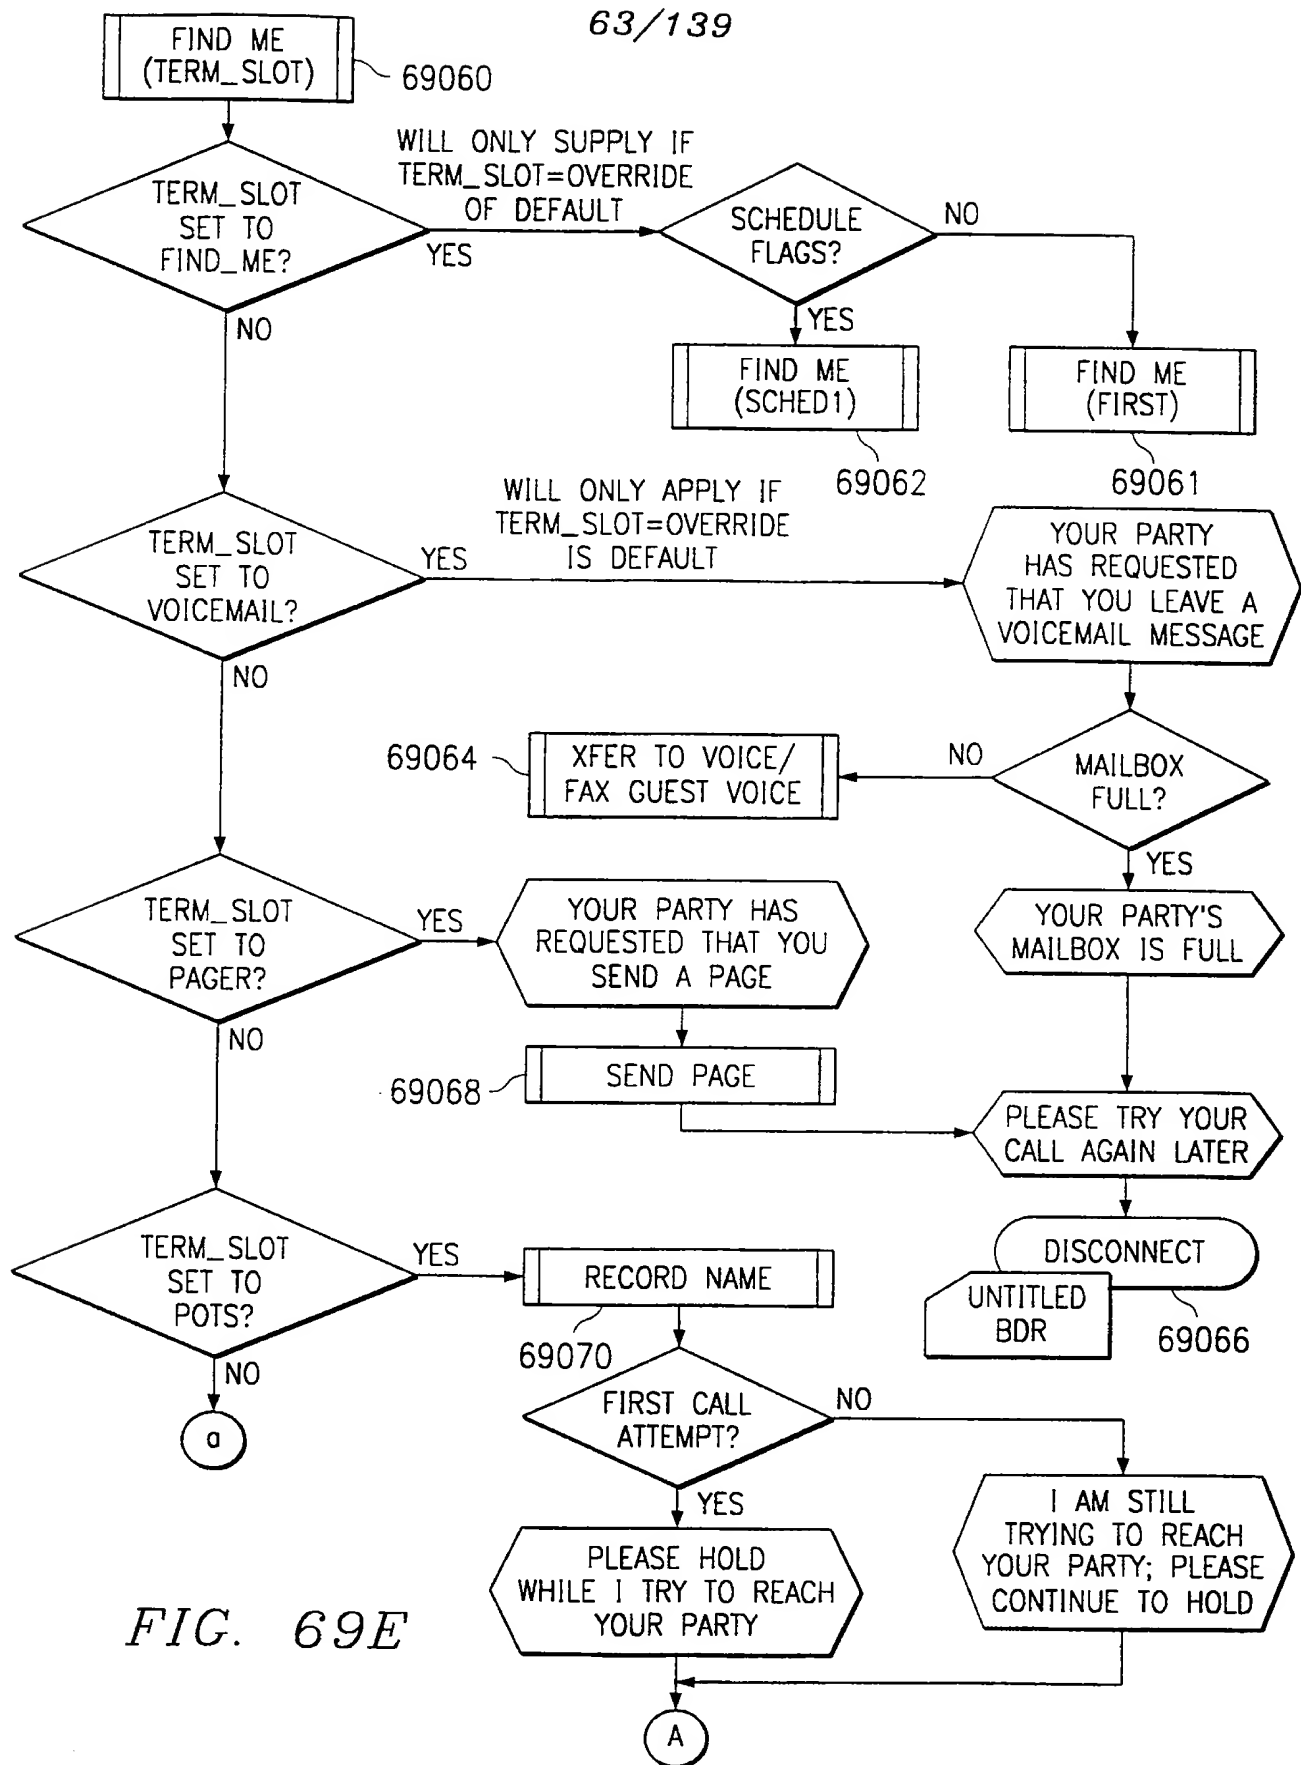 63/139
FIND ME
(TERM_SLOT)
69060
TERM_SLOT
SET TO
FIND_ME?
WILL ONLY SUPPLY IF
TERM_SLOT=OVERRIDE
OF DEFAULT
YES
NO
SCHEDULE
FLAGS?
NO
YES
FIND ME
(SCHED1)
69062
FIND ME
(FIRST)
69061
TERM_SLOT
SET TO
VOICEMAIL?
YES
WILL ONLY APPLY IF
TERM_SLOT=OVERRIDE
IS DEFAULT
NO
YOUR PARTY
HAS REQUESTED
THAT YOU LEAVE A
VOICEMAIL MESSAGE
MAILBOX
FULL?
NO
YES
69064
XFER TO VOICE/
FAX GUEST VOICE
YOUR PARTY'S
MAILBOX IS FULL
TERM_SLOT
SET TO
PAGER?
YES
NO
YOUR PARTY HAS
REQUESTED THAT YOU
SEND A PAGE
69068
SEND PAGE
PLEASE TRY YOUR
CALL AGAIN LATER
DISCONNECT
UNTITLED
BDR
69066
TERM_SLOT
SET TO
POTS?
YES
NO
a
RECORD NAME
69070
FIRST CALL
ATTEMPT?
NO
YES
PLEASE HOLD
WHILE I TRY TO REACH
YOUR PARTY
I AM STILL
TRYING TO REACH
YOUR PARTY; PLEASE
CONTINUE TO HOLD
A
FIG. 69E